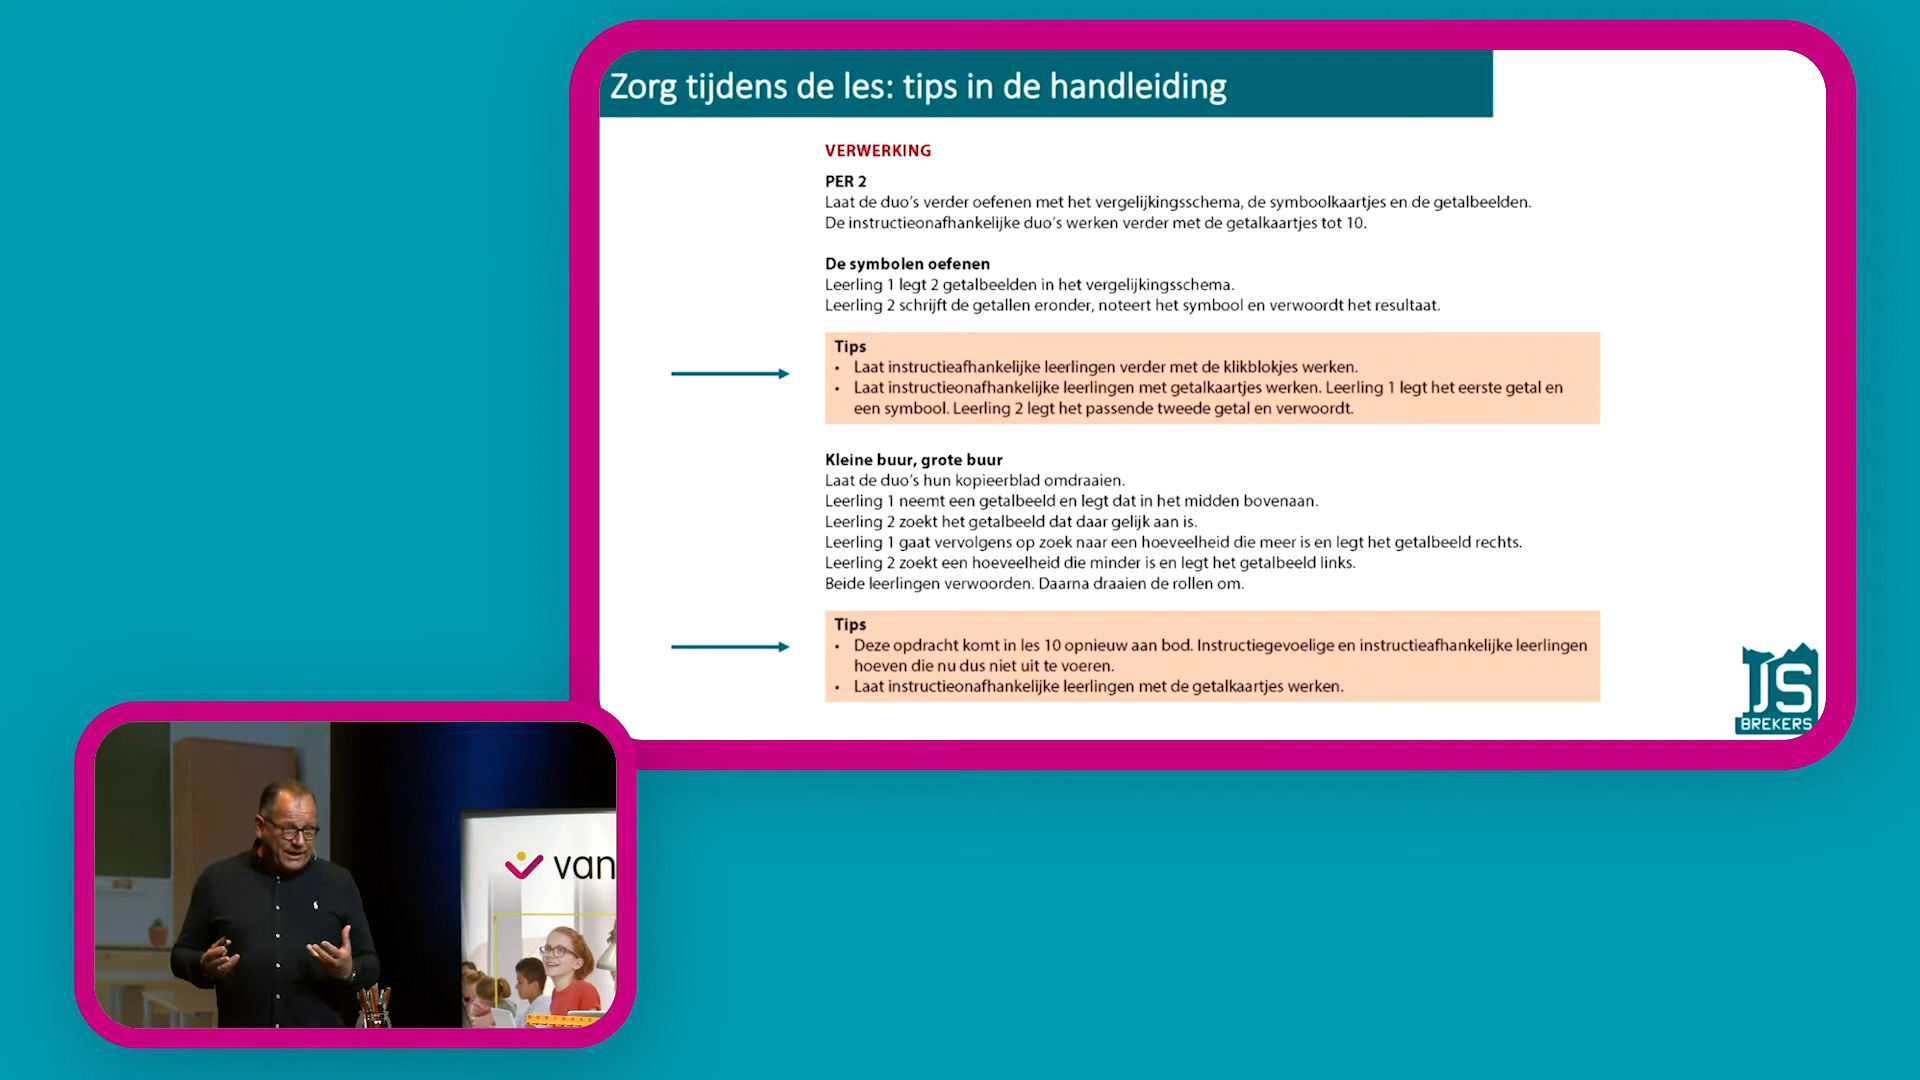 Zorg tijdens de les: tips in de handleiding
VERWERKING
PER 2
Laat de duo's verder oefenen met het vergelijkingsschema, de symboolkaartjes en de getalbeelden.
De instructieonafhankelijke duo's werken verder met de getalkaartjes tot 10.
De symbolen oefenen
Leerling 1 legt 2 getalbeelden in het vergelijkingsschema.
Leerling 2 schrijft de getallen eronder, noteert het symbool en verwoordt het resultaat.
Tips
• Laat instructieafhankelijke leerlingen verder met de klikblokjes werken.
• Laat instructieonafhankelijke leerlingen met getalkaartjes werken. Leerling 1 legt het eerste getal en
een symbool. Leerling 2 legt het passende tweede getal en verwoordt.
Kleine buur, grote buur
Laat de duo's hun kopieerblad omdraaien.
Leerling 1 neemt een getalbeeld en legt dat in het midden bovenaan.
Leerling 2 zoekt het getalbeeld dat daar gelijk aan is.
Leerling 1 gaat vervolgens op zoek naar een hoeveelheid die meer is en legt het getalbeeld rechts.
Leerling 2 zoekt een hoeveelheid die minder is en legt het getalbeeld links.
Beide leerlingen verwoorden. Daarna draaien de rollen om.
Tips
• Deze opdracht komt in les 10 opnieuw aan bod. Instructiegevoelige en instructieafhankelijke leerlingen
hoeven die nu dus niet uit te voeren.
• Laat instructieonafhankelijke leerlingen met de getalkaartjes werken.
IJS
BREKERS
van